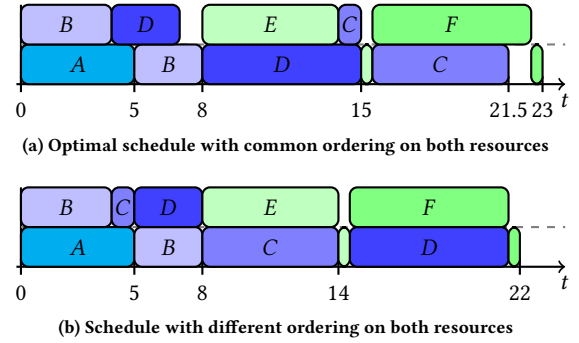 B D E C F
A B D C
t
0 5 8 15 21.5 23
(a) Optimal schedule with common ordering on both resources
B C D E F
A B C D
t
0 5 8 14 22
(b) Schedule with different ordering on both resources